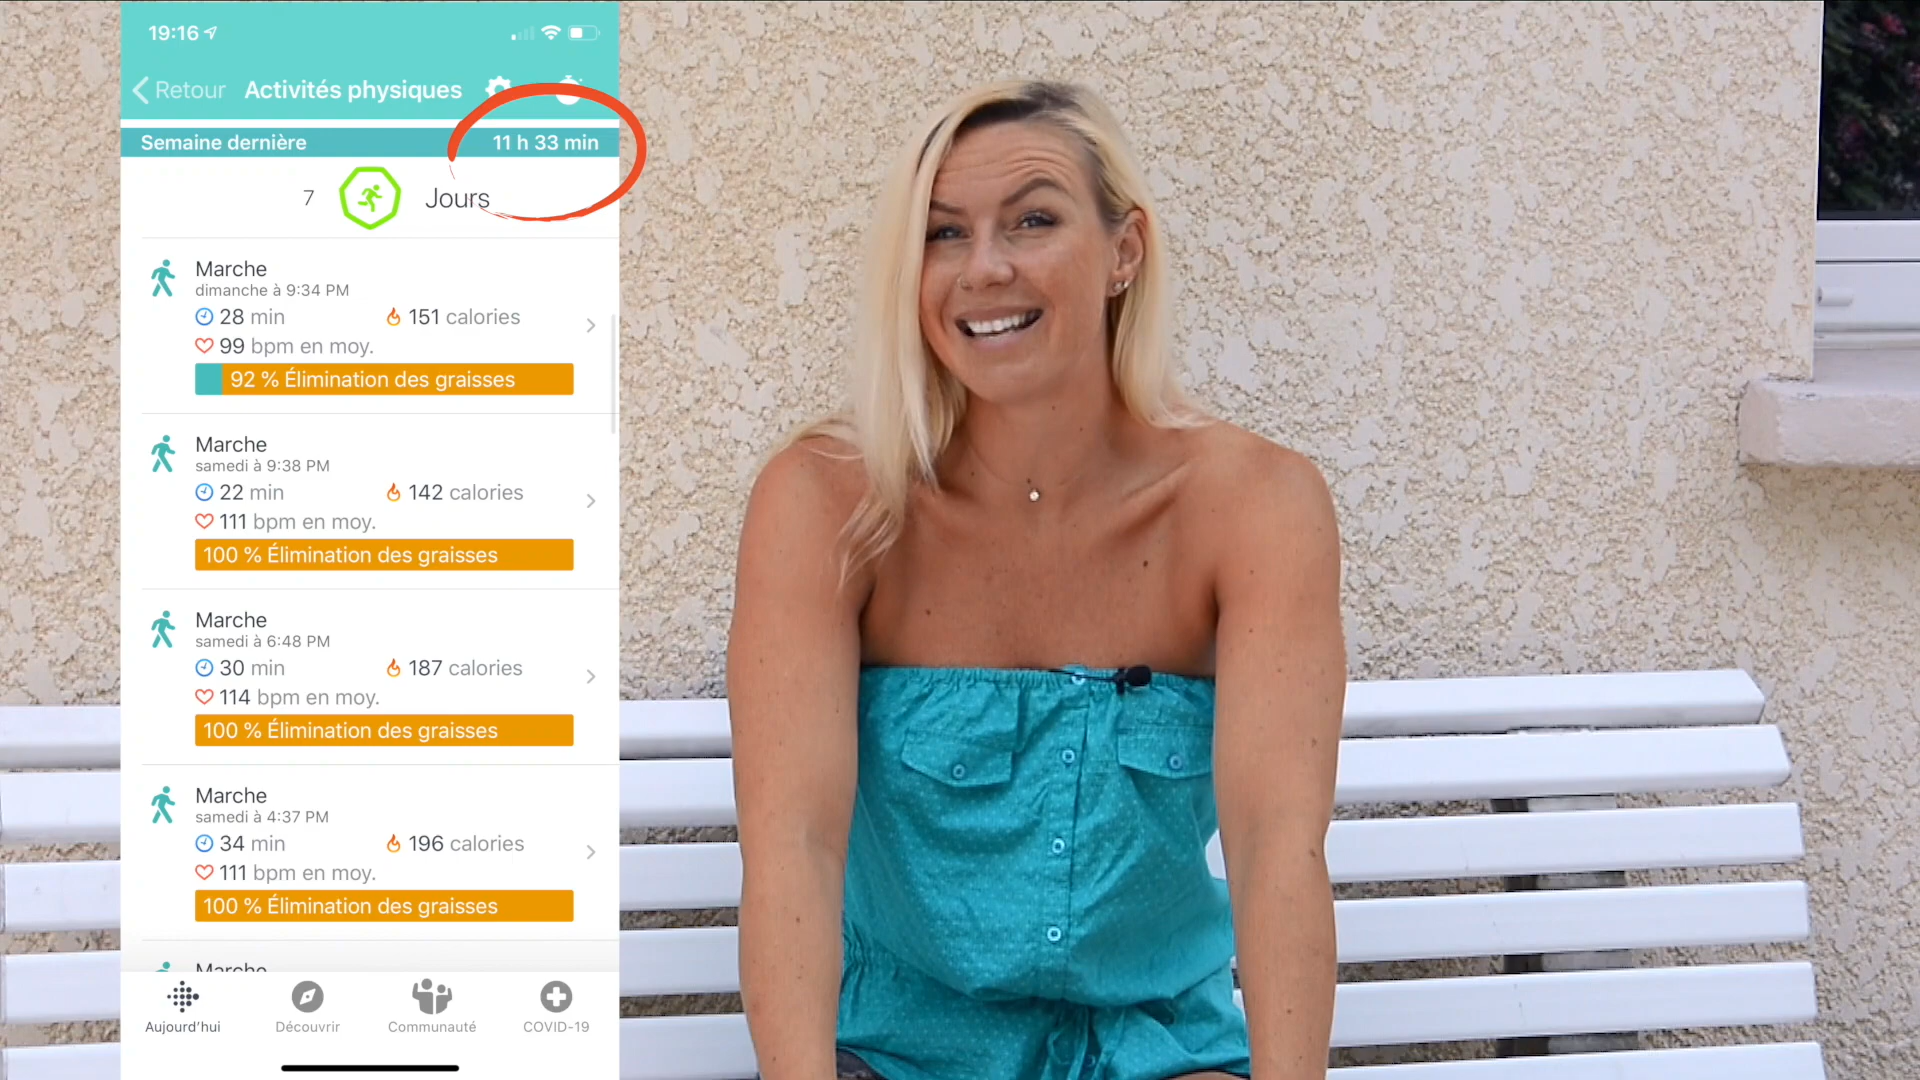 19:16
Retour Activités physiques
Semaine dernière 11 h 33 min
7 Jours
Marche
dimanche à 9:34 PM
28 min 151 calories
99 bpm en moy.
92 % Élimination des graisses
Marche
samedi à 9:38 PM
22 min 142 calories
111 bpm en moy.
100 % Élimination des graisses
Marche
samedi à 6:48 PM
30 min 187 calories
114 bpm en moy.
100 % Élimination des graisses
Marche
samedi à 4:37 PM
34 min 196 calories
111 bpm en moy.
100 % Élimination des graisses
Marche
Aujourd'hui Découvrir Communauté COVID-19